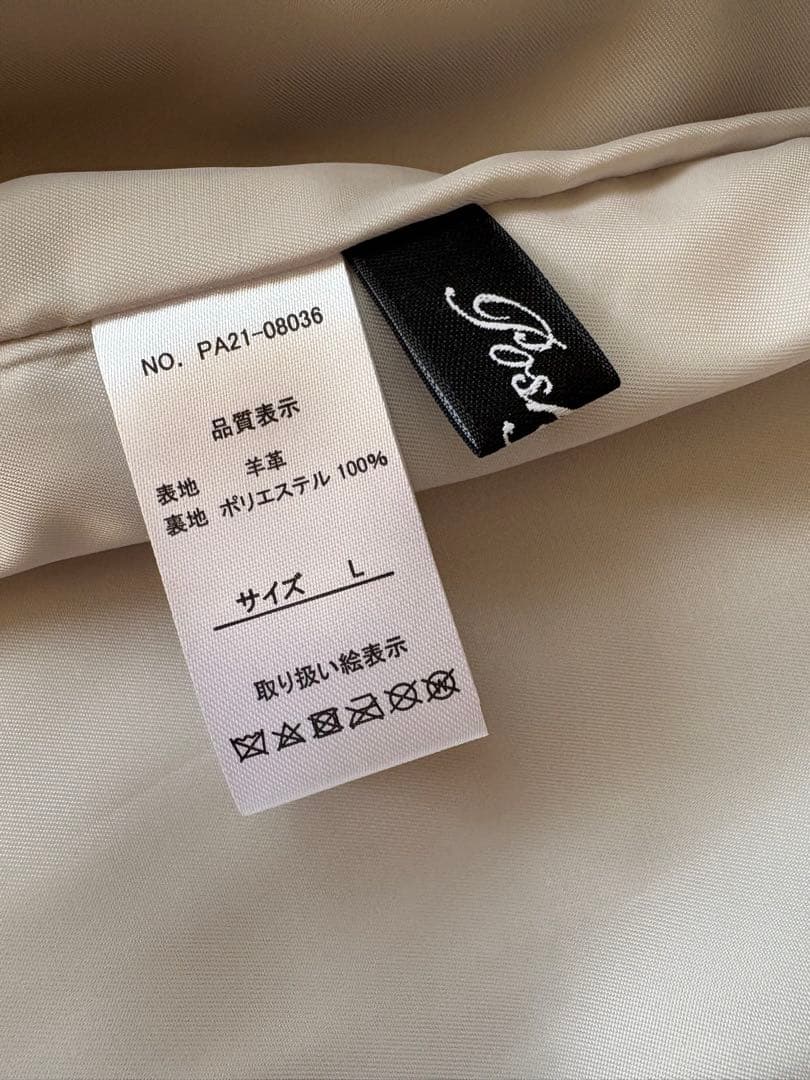 NO. PA21-08036
品質表示
表地 羊革
裏地 ポリエステル 100%
サイズ L
取り扱い絵表示